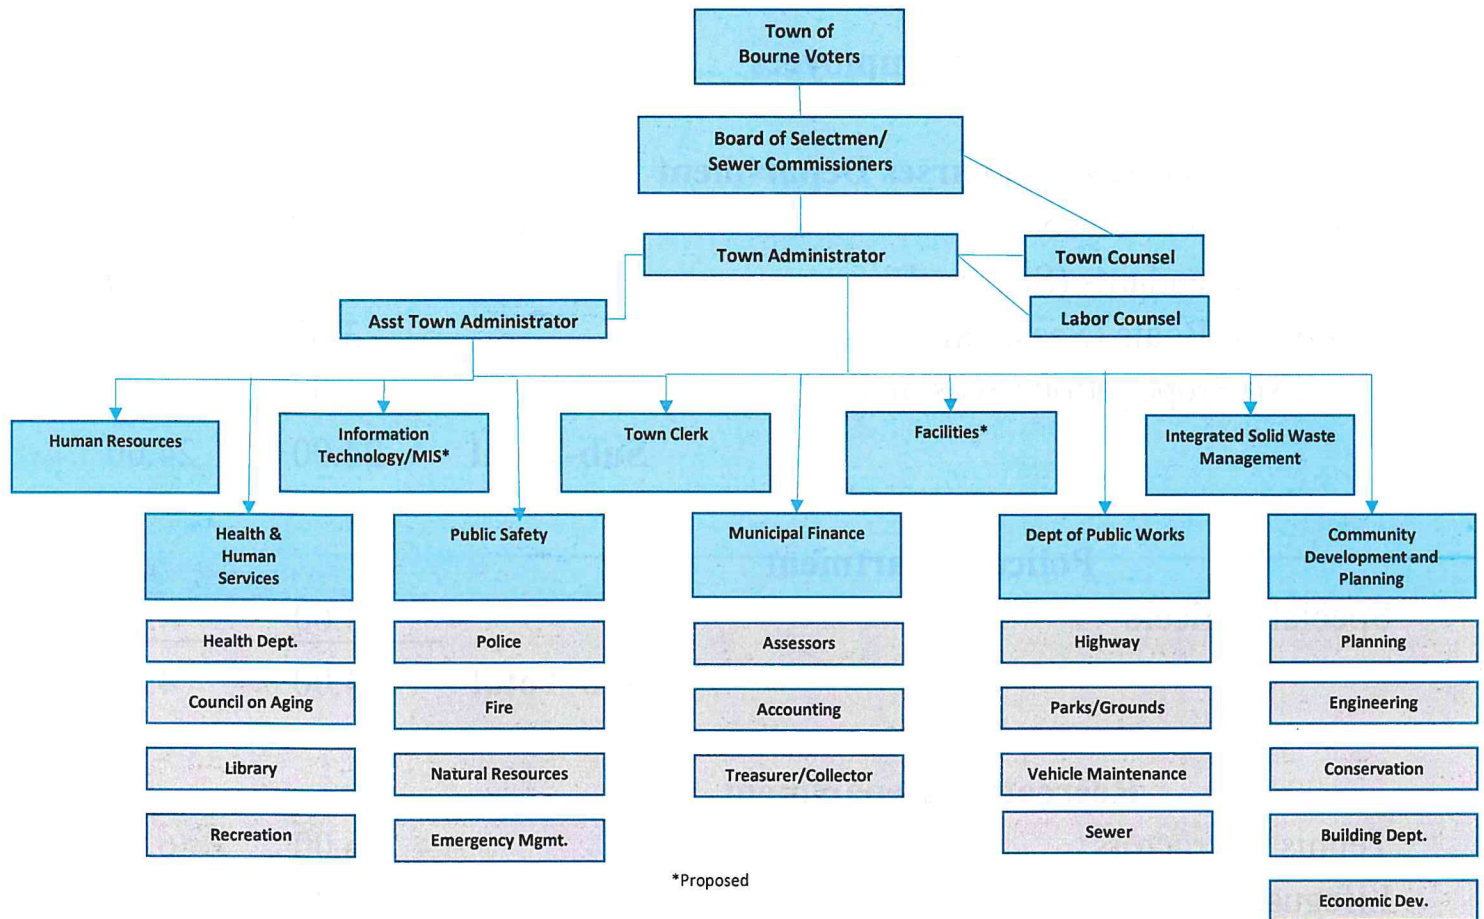 Town of
Bourne Voters
Board of Selectmen/
Sewer Commissioners
Town Administrator
Town Counsel
Asst Town Administrator
Labor Counsel
Human Resources
Information
Technology/MIS*
Town Clerk
Facilities*
Integrated Solid Waste
Management
Health &
Human
Services
Public Safety
Municipal Finance
Dept of Public Works
Community
Development and
Planning
Health Dept.
Police
Assessors
Highway
Planning
Council on Aging
Fire
Accounting
Parks/Grounds
Engineering
Library
Natural Resources
Treasurer/Collector
Vehicle Maintenance
Conservation
Recreation
Emergency Mgmt.
Sewer
Building Dept.
*Proposed
Economic Dev.